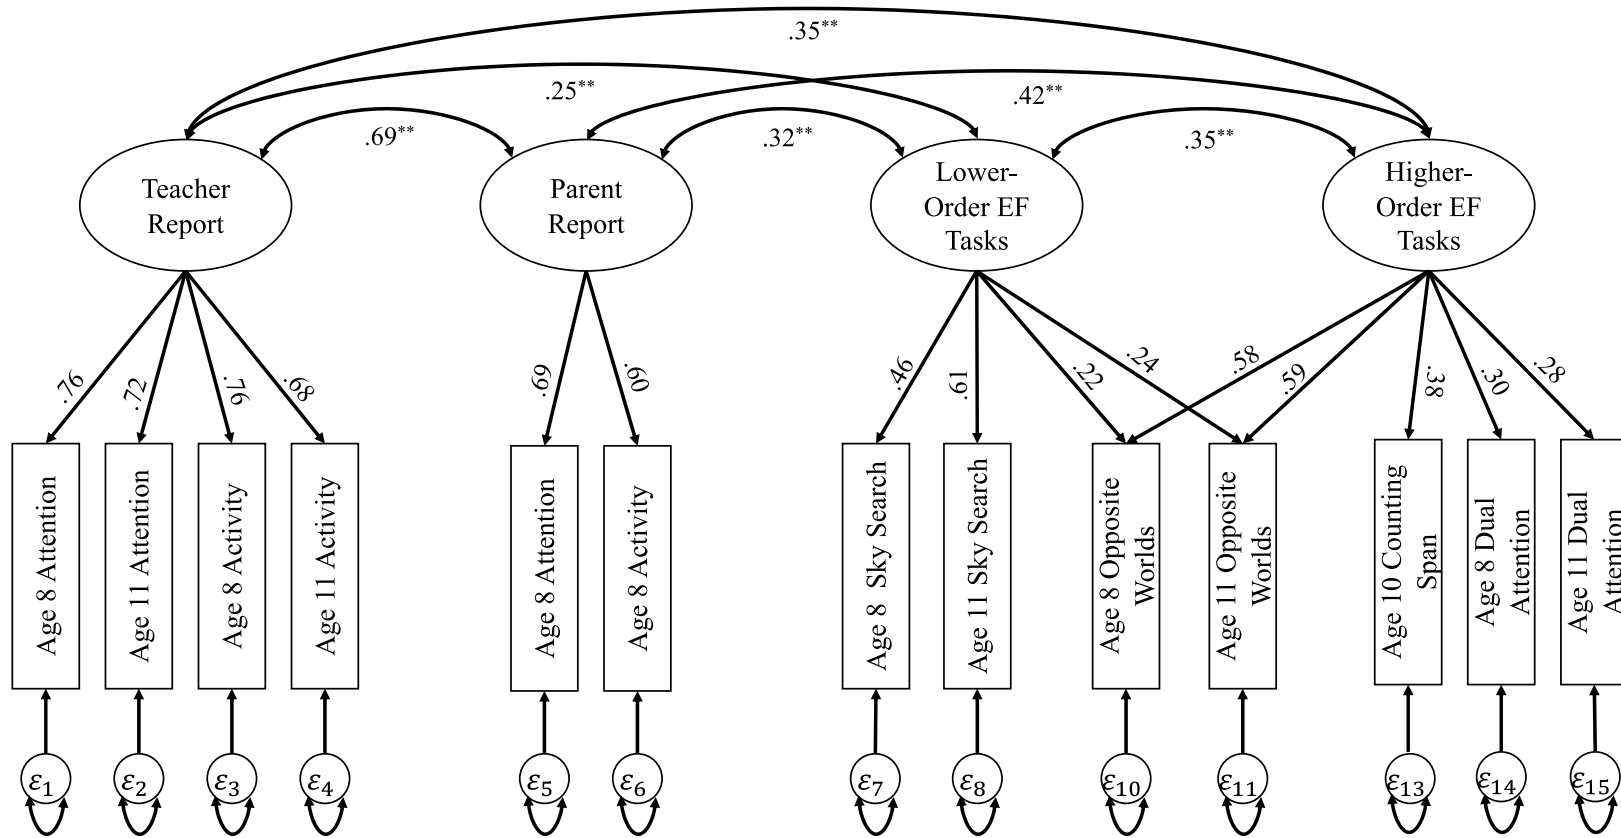 .35**
.25**
.42**
.69**
.32**
.35**
Teacher
Report
Parent
Report
Lower-
Order EF
Tasks
Higher-
Order EF
Tasks
.76
.72
.76
.68
.69
.60
.46
.61
.22
.24
.58
.59
.38
.30
.28
Age 8 Attention
Age 11 Attention
Age 8 Activity
Age 11 Activity
Age 8 Attention
Age 8 Activity
Age 8 Sky Search
Age 11 Sky Search
Age 8 Opposite
Worlds
Age 11 Opposite
Worlds
Age 10 Counting
Span
Age 8 Dual
Attention
Age 11 Dual
Attention
ε1
ε2
ε3
ε4
ε5
ε6
ε7
ε8
ε10
ε11
ε13
ε14
ε15